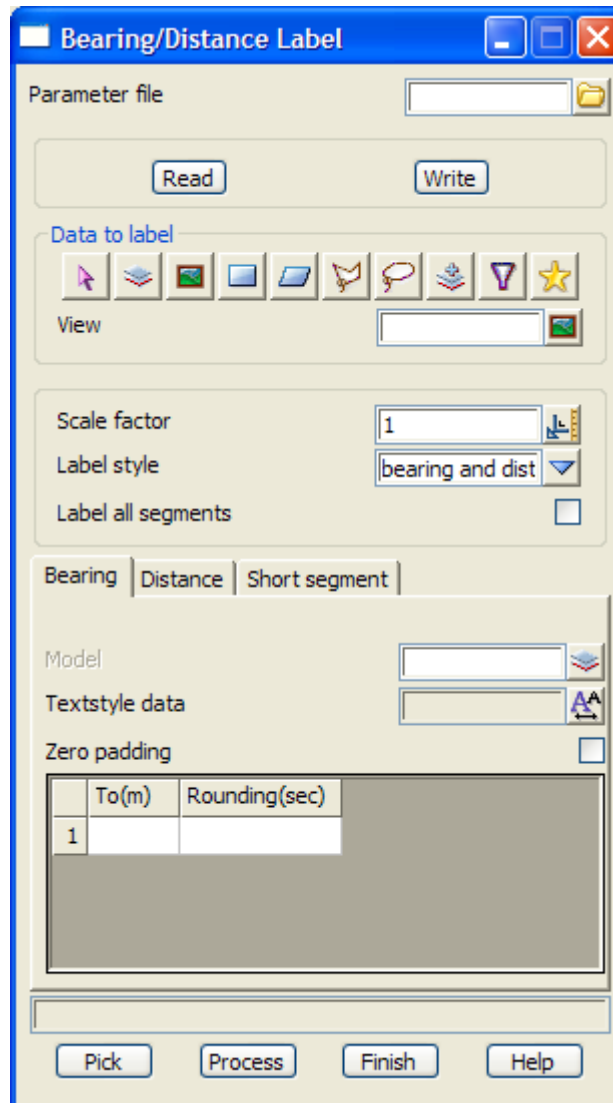 Bearing/Distance Label
Parameter file
Read Write
Data to label
View
Scale factor 1
Label style bearing and dist
Label all segments
Bearing Distance Short segment
Model
Textstyle data
Zero padding
To(m) Rounding(sec)
1
Pick Process Finish Help